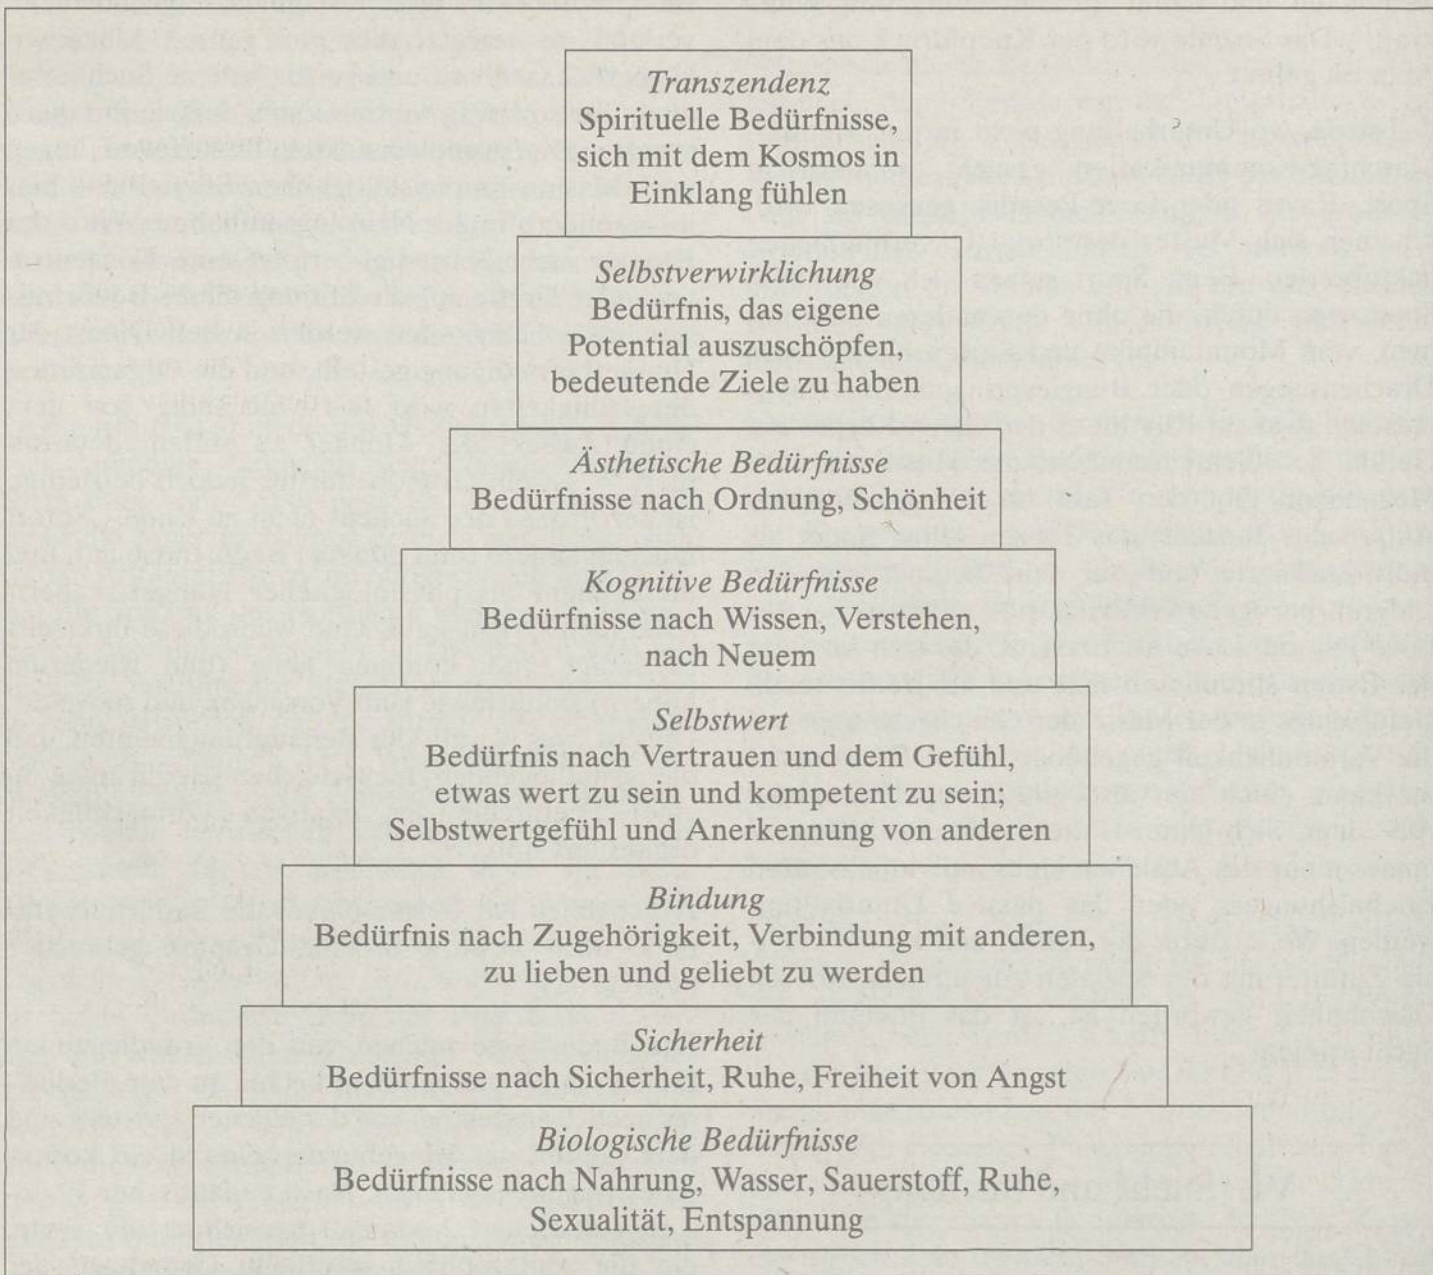 Transzendenz
Spirituelle Bedürfnisse,
sich mit dem Kosmos in
Einklang fühlen
Selbstverwirklichung
Bedürfnis, das eigene
Potential auszuschöpfen,
bedeutende Ziele zu haben
Ästhetische Bedürfnisse
Bedürfnisse nach Ordnung, Schönheit
Kognitive Bedürfnisse
Bedürfnisse nach Wissen, Verstehen,
nach Neuem
Selbstwert
Bedürfnis nach Vertrauen und dem Gefühl,
etwas wert zu sein und kompetent zu sein;
Selbstwertgefühl und Anerkennung von anderen
Bindung
Bedürfnis nach Zugehörigkeit, Verbindung mit anderen,
zu lieben und geliebt zu werden
Sicherheit
Bedürfnisse nach Sicherheit, Ruhe, Freiheit von Angst
Biologische Bedürfnisse
Bedürfnisse nach Nahrung, Wasser, Sauerstoff, Ruhe,
Sexualität, Entspannung